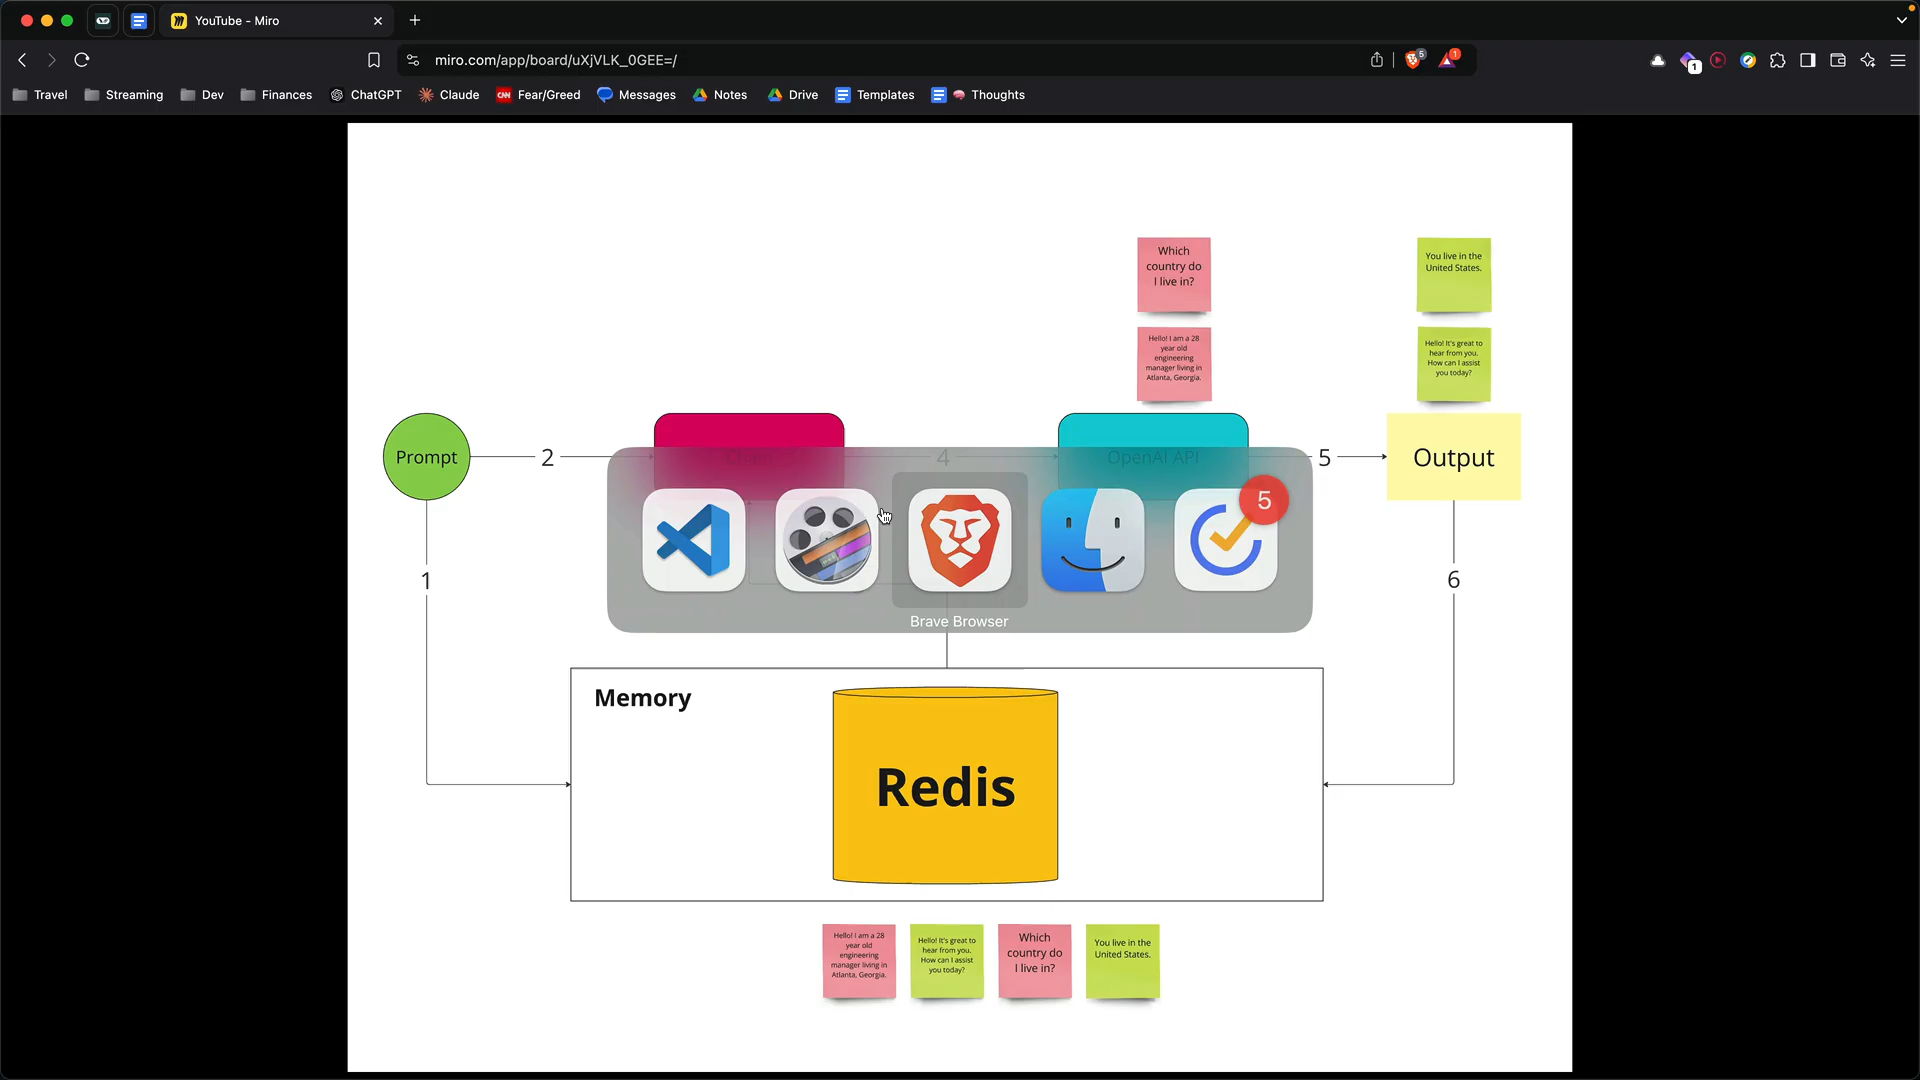 YouTube - Miro
miro.com/app/board/uXjVLK_0GEE=/
5
1
1
Travel
Streaming
Dev
Finances
ChatGPT
Claude
CNN
Fear/Greed
Messages
Notes
Drive
Templates
Thoughts
Which
country do
I live in?
You live in the
United States.
Hello! I am a 28
year old
engineering
manager living in
Atlanta, Georgia.
Hello! It's great to
hear from you.
How can I assist
you today?
Prompt
2
Chain
4
OpenAI API
5
Output
5
1
6
Brave Browser
Memory
Redis
Hello! I am a 28
year old
engineering
manager living in
Atlanta, Georgia.
Hello! It's great to
hear from you.
How can I assist
you today?
Which
country do
I live in?
You live in the
United States.